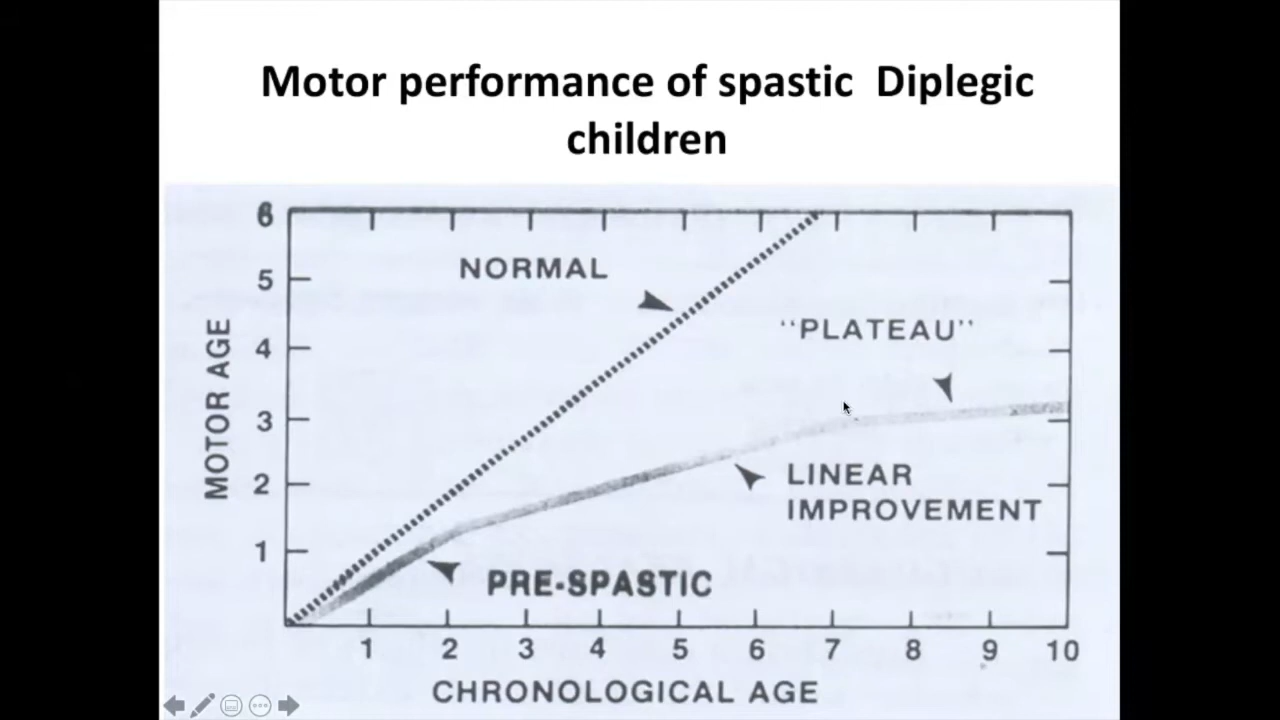 Motor performance of spastic Diplegic
children
6
5
4
3
2
1
MOTOR AGE
NORMAL
"PLATEAU"
LINEAR
IMPROVEMENT
PRE-SPASTIC
1 2 3 4 5 6 7 8 9 10
CHRONOLOGICAL AGE